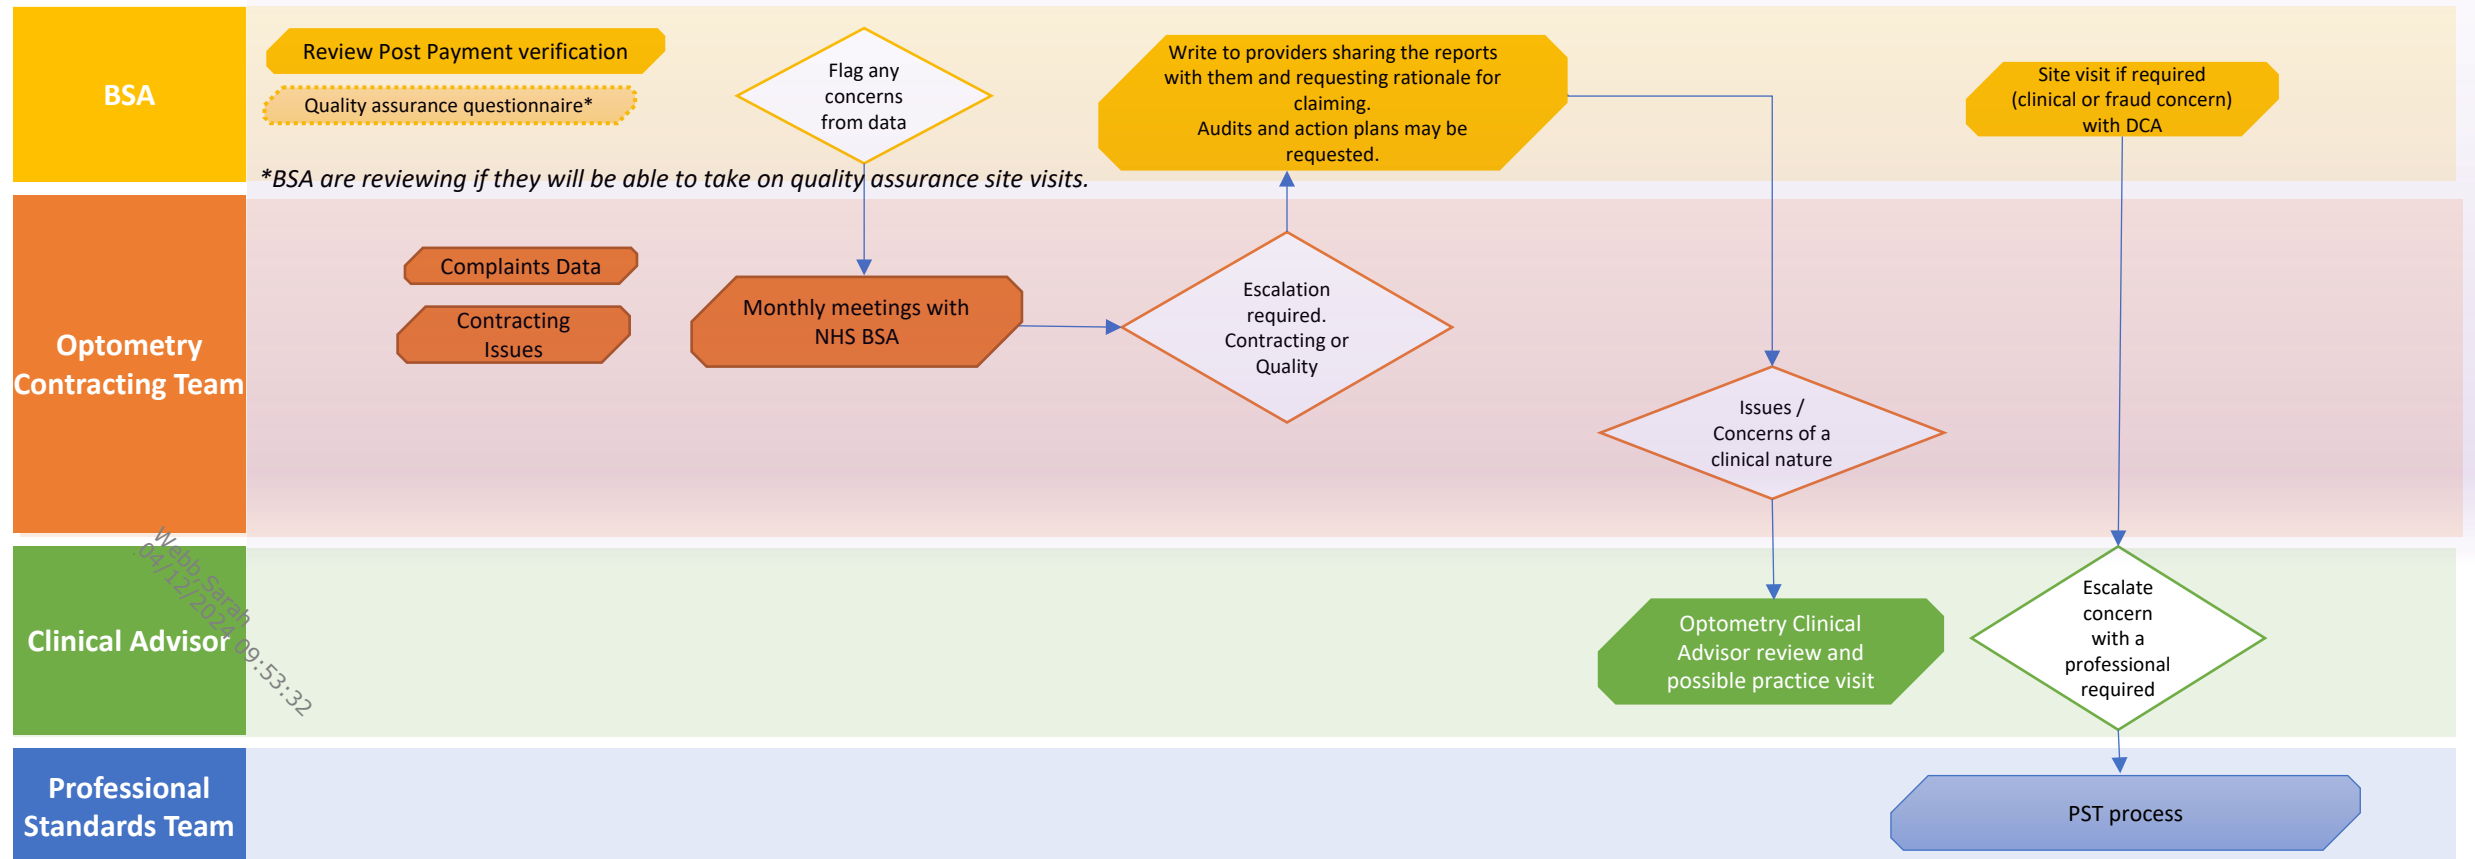 BSA
Review Post Payment verification
Quality assurance questionnaire*
Flag any
concerns
from data
Write to providers sharing the reports
with them and requesting rationale for
claiming.
Audits and action plans may be
requested.
Site visit if required
(clinical or fraud concern)
with DCA
*BSA are reviewing if they will be able to take on quality assurance site visits.
Optometry
Contracting Team
Complaints Data
Contracting
Issues
Monthly meetings with
NHS BSA
Escalation
required.
Contracting or
Quality
Issues /
Concerns of a
clinical nature
Clinical Advisor
Optometry Clinical
Advisor review and
possible practice visit
Escalate
concern
with a
professional
required
Professional
Standards Team
PST process
Webb,Sarah
04/12/2024 09:53:32